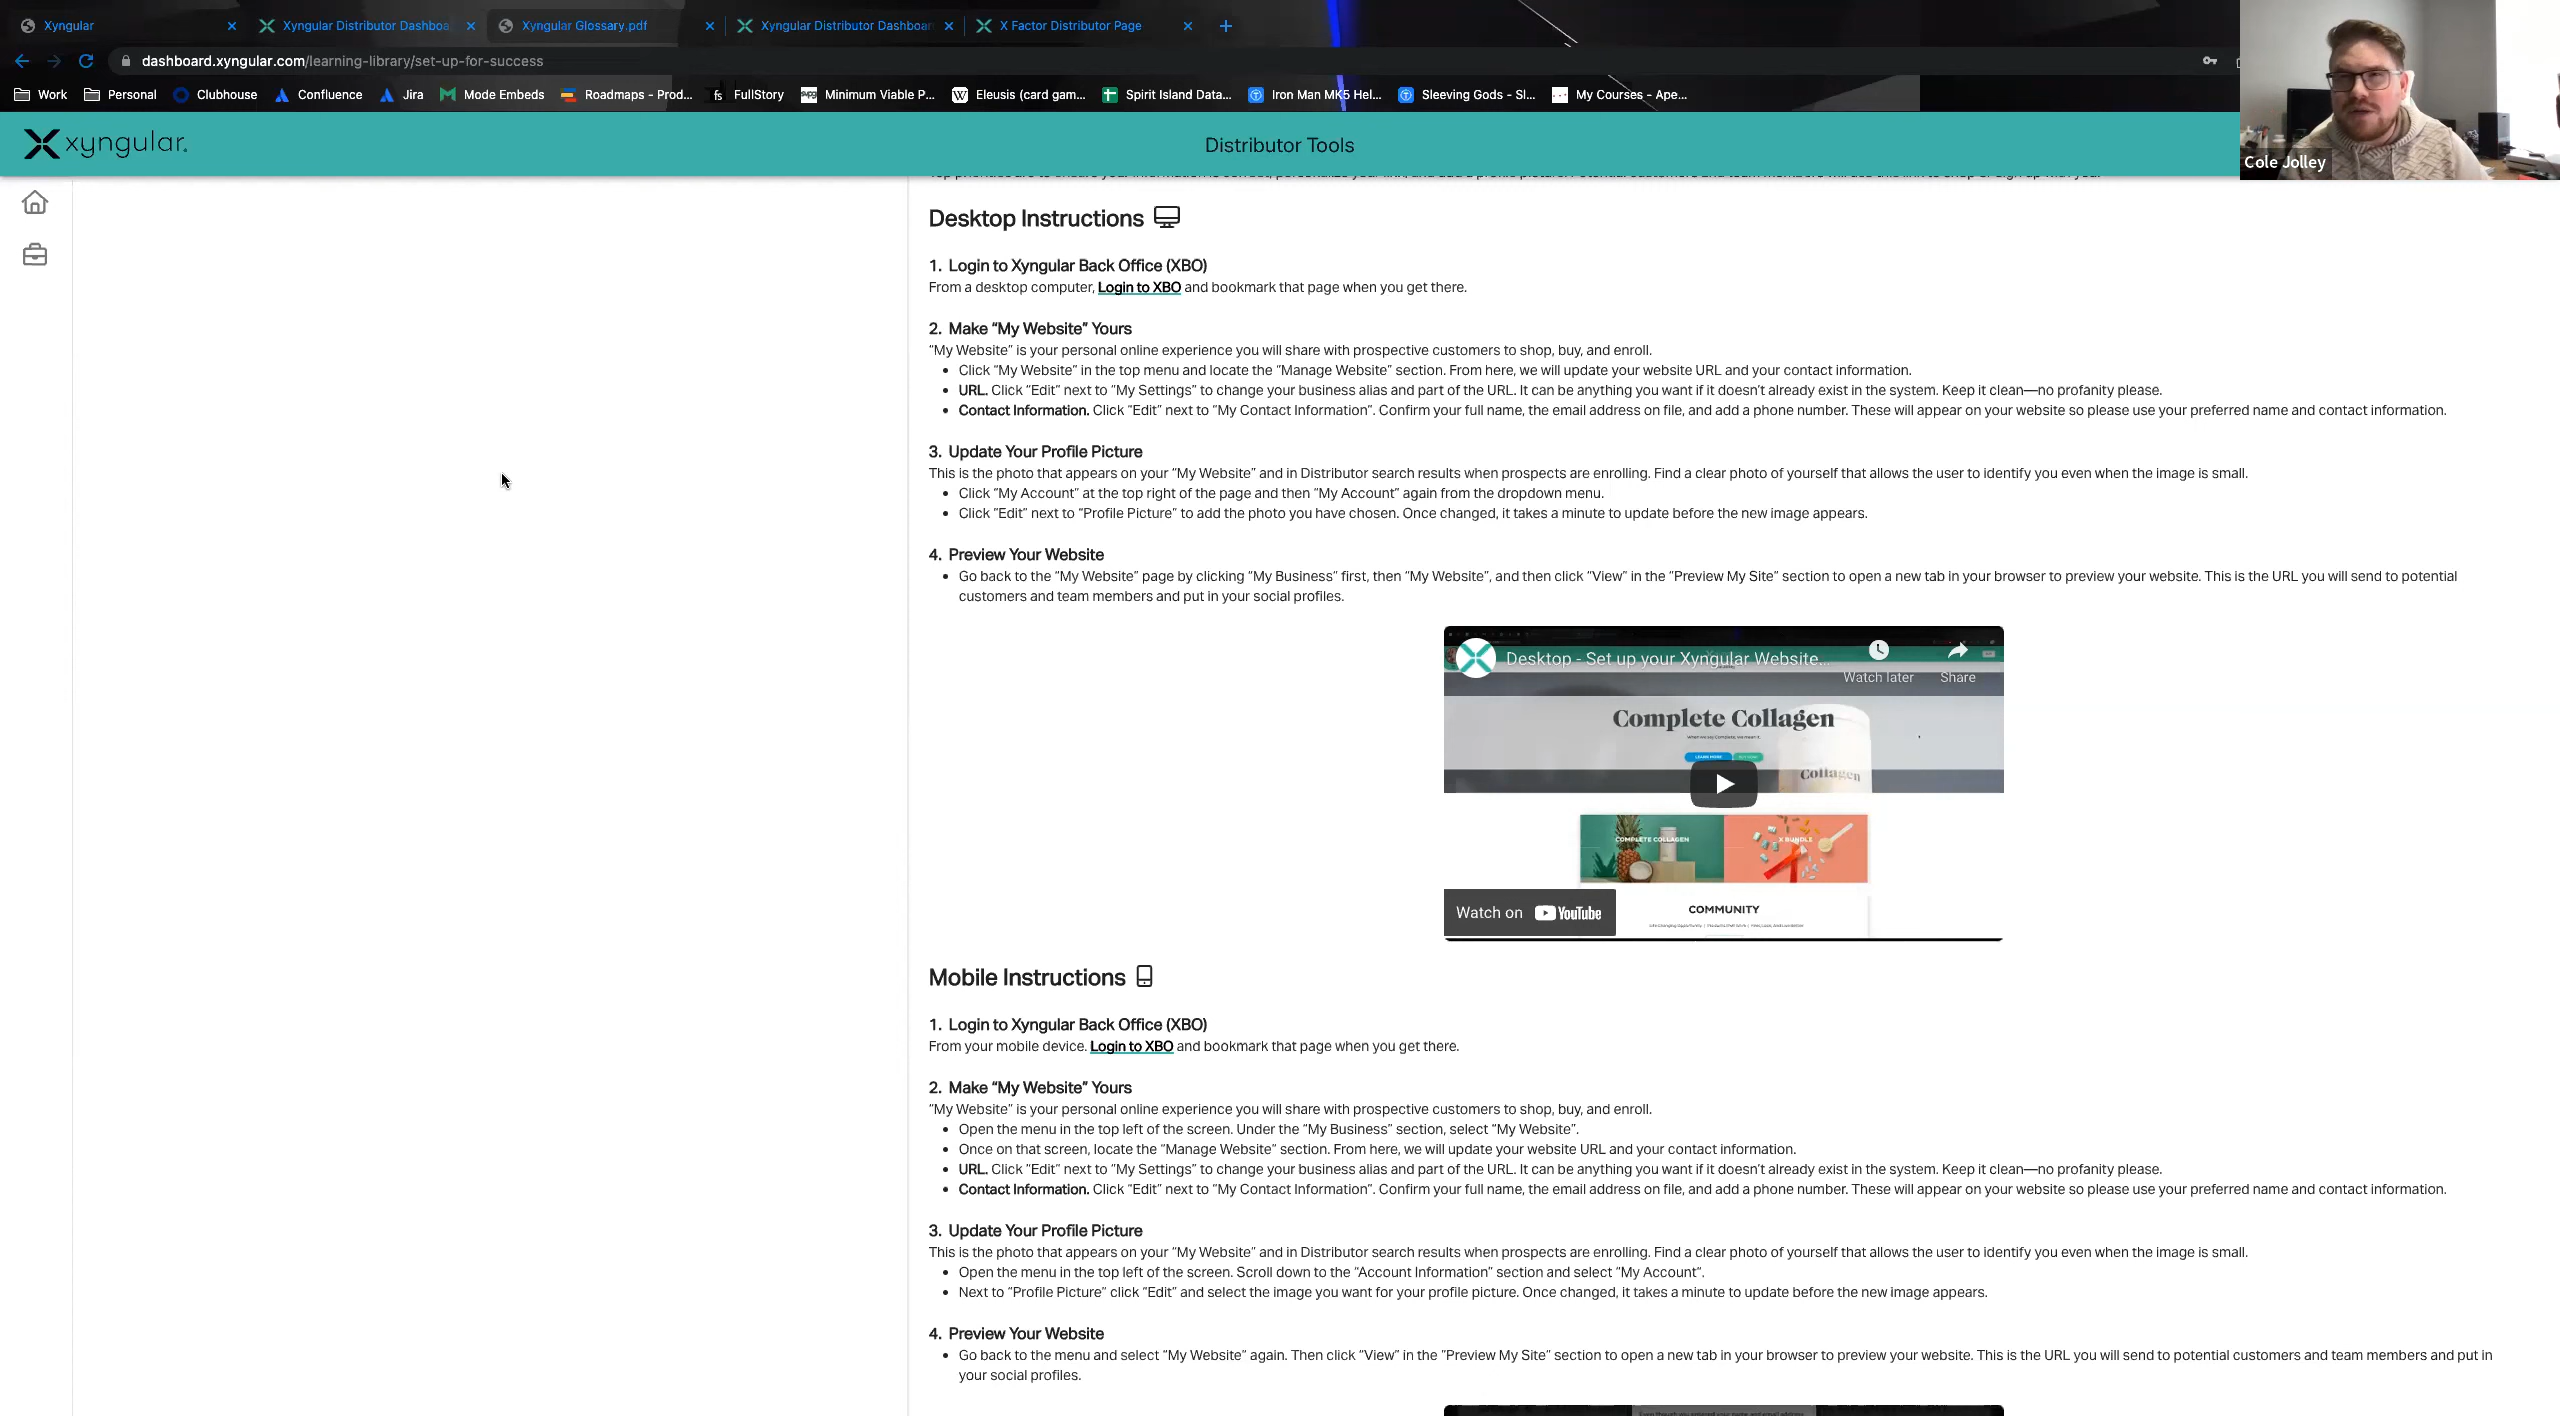 Xyngular
Xyngular Distributor Dashboa
Xyngular Glossary.pdf
Xyngular Distributor Dashboar
X Factor Distributor Page
dashboard.xyngular.com/learning-library/set-up-for-success
Work
Personal
Clubhouse
Confluence
Jira
Mode Embeds
Roadmaps - Prod...
fs FullStory
Minimum Viable P...
W Eleusis (card gam...
Spirit Island Data...
Iron Man MK5 Hel...
Sleeving Gods - Sl...
My Courses - Ape...
Cole Jolley
xyngular.
Distributor Tools
Desktop Instructions
1. Login to Xyngular Back Office (XBO)
From a desktop computer, Login to XBO and bookmark that page when you get there.
2. Make “My Website” Yours
“My Website” is your personal online experience you will share with prospective customers to shop, buy, and enroll.
• Click “My Website” in the top menu and locate the “Manage Website” section. From here, we will update your website URL and your contact information.
• URL. Click “Edit” next to “My Settings” to change your business alias and part of the URL. It can be anything you want if it doesn’t already exist in the system. Keep it clean—no profanity please.
• Contact Information. Click “Edit” next to “My Contact Information”. Confirm your full name, the email address on file, and add a phone number. These will appear on your website so please use your preferred name and contact information.
3. Update Your Profile Picture
This is the photo that appears on your “My Website” and in Distributor search results when prospects are enrolling. Find a clear photo of yourself that allows the user to identify you even when the image is small.
• Click “My Account” at the top right of the page and then “My Account” again from the dropdown menu.
• Click “Edit” next to “Profile Picture” to add the photo you have chosen. Once changed, it takes a minute to update before the new image appears.
4. Preview Your Website
• Go back to the “My Website” page by clicking “My Business” first, then “My Website”, and then click “View” in the “Preview My Site” section to open a new tab in your browser to preview your website. This is the URL you will send to potential
customers and team members and put in your social profiles.
Desktop - Set up your Xyngular Website...
Watch later
Share
Complete Collagen
When we say Complete, we mean it.
LEARN MORE
Collagen
COMPLETE COLLAGEN
X BUNDLE
Watch on YouTube
COMMUNITY
Mobile Instructions
1. Login to Xyngular Back Office (XBO)
From your mobile device. Login to XBO and bookmark that page when you get there.
2. Make “My Website” Yours
“My Website” is your personal online experience you will share with prospective customers to shop, buy, and enroll.
• Open the menu in the top left of the screen. Under the “My Business” section, select “My Website”.
• Once on that screen, locate the “Manage Website” section. From here, we will update your website URL and your contact information.
• URL. Click “Edit” next to “My Settings” to change your business alias and part of the URL. It can be anything you want if it doesn’t already exist in the system. Keep it clean—no profanity please.
• Contact Information. Click “Edit” next to “My Contact Information”. Confirm your full name, the email address on file, and add a phone number. These will appear on your website so please use your preferred name and contact information.
3. Update Your Profile Picture
This is the photo that appears on your “My Website” and in Distributor search results when prospects are enrolling. Find a clear photo of yourself that allows the user to identify you even when the image is small.
• Open the menu in the top left of the screen. Scroll down to the “Account Information” section and select “My Account”.
• Next to “Profile Picture” click “Edit” and select the image you want for your profile picture. Once changed, it takes a minute to update before the new image appears.
4. Preview Your Website
• Go back to the menu and select “My Website” again. Then click “View” in the “Preview My Site” section to open a new tab in your browser to preview your website. This is the URL you will send to potential customers and team members and put in
your social profiles.